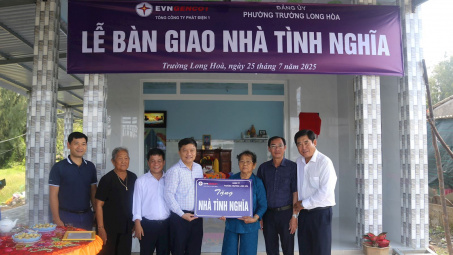 EVNGENCO1
TỔNG CÔNG TY PHÁT ĐIỆN 1
ĐẢNG ỦY
PHƯỜNG TRƯỜNG LONG HÒA
LỄ BÀN GIAO NHÀ TÌNH NGHĨA
Trường Long Hoà, ngày 25 tháng 7 năm 2025
Tặng
NHÀ TÌNH NGHĨA